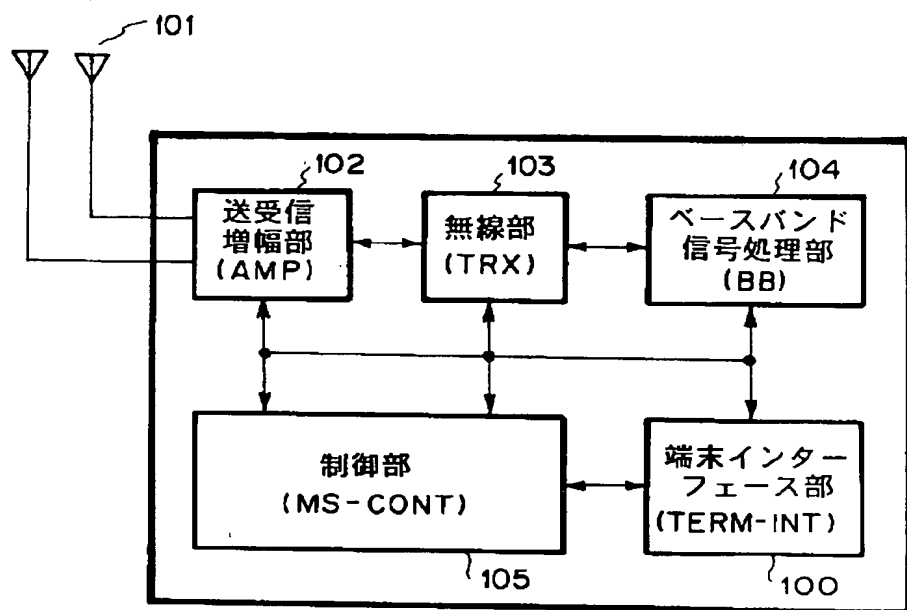 101
102
送受信
増幅部
(AMP)
103
無線部
(TRX)
104
ベースバンド
信号処理部
(BB)
制御部
(MS-CONT)
105
端末インター
フェース部
(TERM-INT)
100